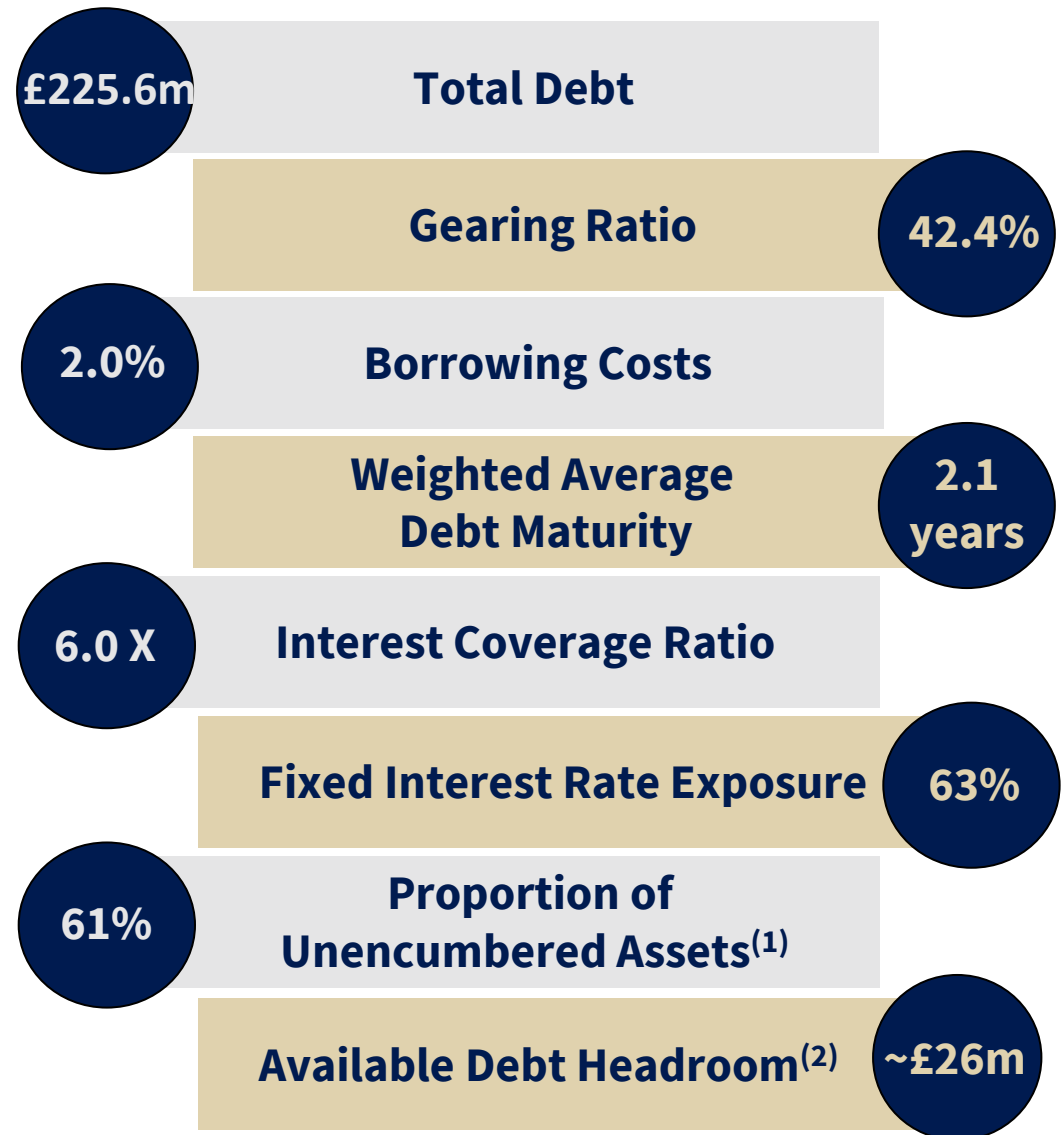 £225.6m
Total Debt
Gearing Ratio
42.4%
2.0%
Borrowing Costs
Weighted Average
Debt Maturity
2.1
years
6.0 X
Interest Coverage Ratio
Fixed Interest Rate Exposure
63%
61%
Proportion of
Unencumbered Assets(1)
Available Debt Headroom(2)
~£26m